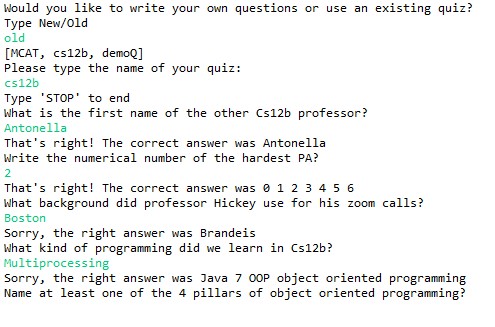 Would you like to write your own questions or use an existing quiz?
Type New/Old
old
[MCAT, cs12b, demoQ]
Please type the name of your quiz:
cs12b
Type 'STOP' to end
What is the first name of the other Cs12b professor?
Antonella
That's right! The correct answer was Antonella
Write the numerical number of the hardest PA?
2
That's right! The correct answer was 0 1 2 3 4 5 6
What background did professor Hickey use for his zoom calls?
Boston
Sorry, the right answer was Brandeis
What kind of programming did we learn in Cs12b?
Multiprocessing
Sorry, the right answer was Java 7 OOP object oriented programming
Name at least one of the 4 pillars of object oriented programming?